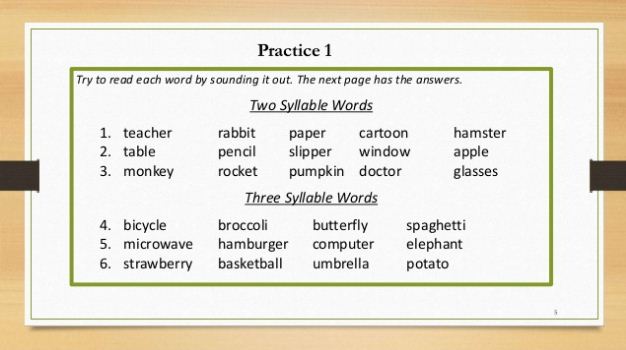 Practice 1
Try to read each word by sounding it out. The next page has the answers.
Two Syllable Words
1. teacher rabbit paper cartoon hamster
2. table pencil slipper window apple
3. monkey rocket pumpkin doctor glasses
Three Syllable Words
4. bicycle broccoli butterfly spaghetti
5. microwave hamburger computer elephant
6. strawberry basketball umbrella potato
5